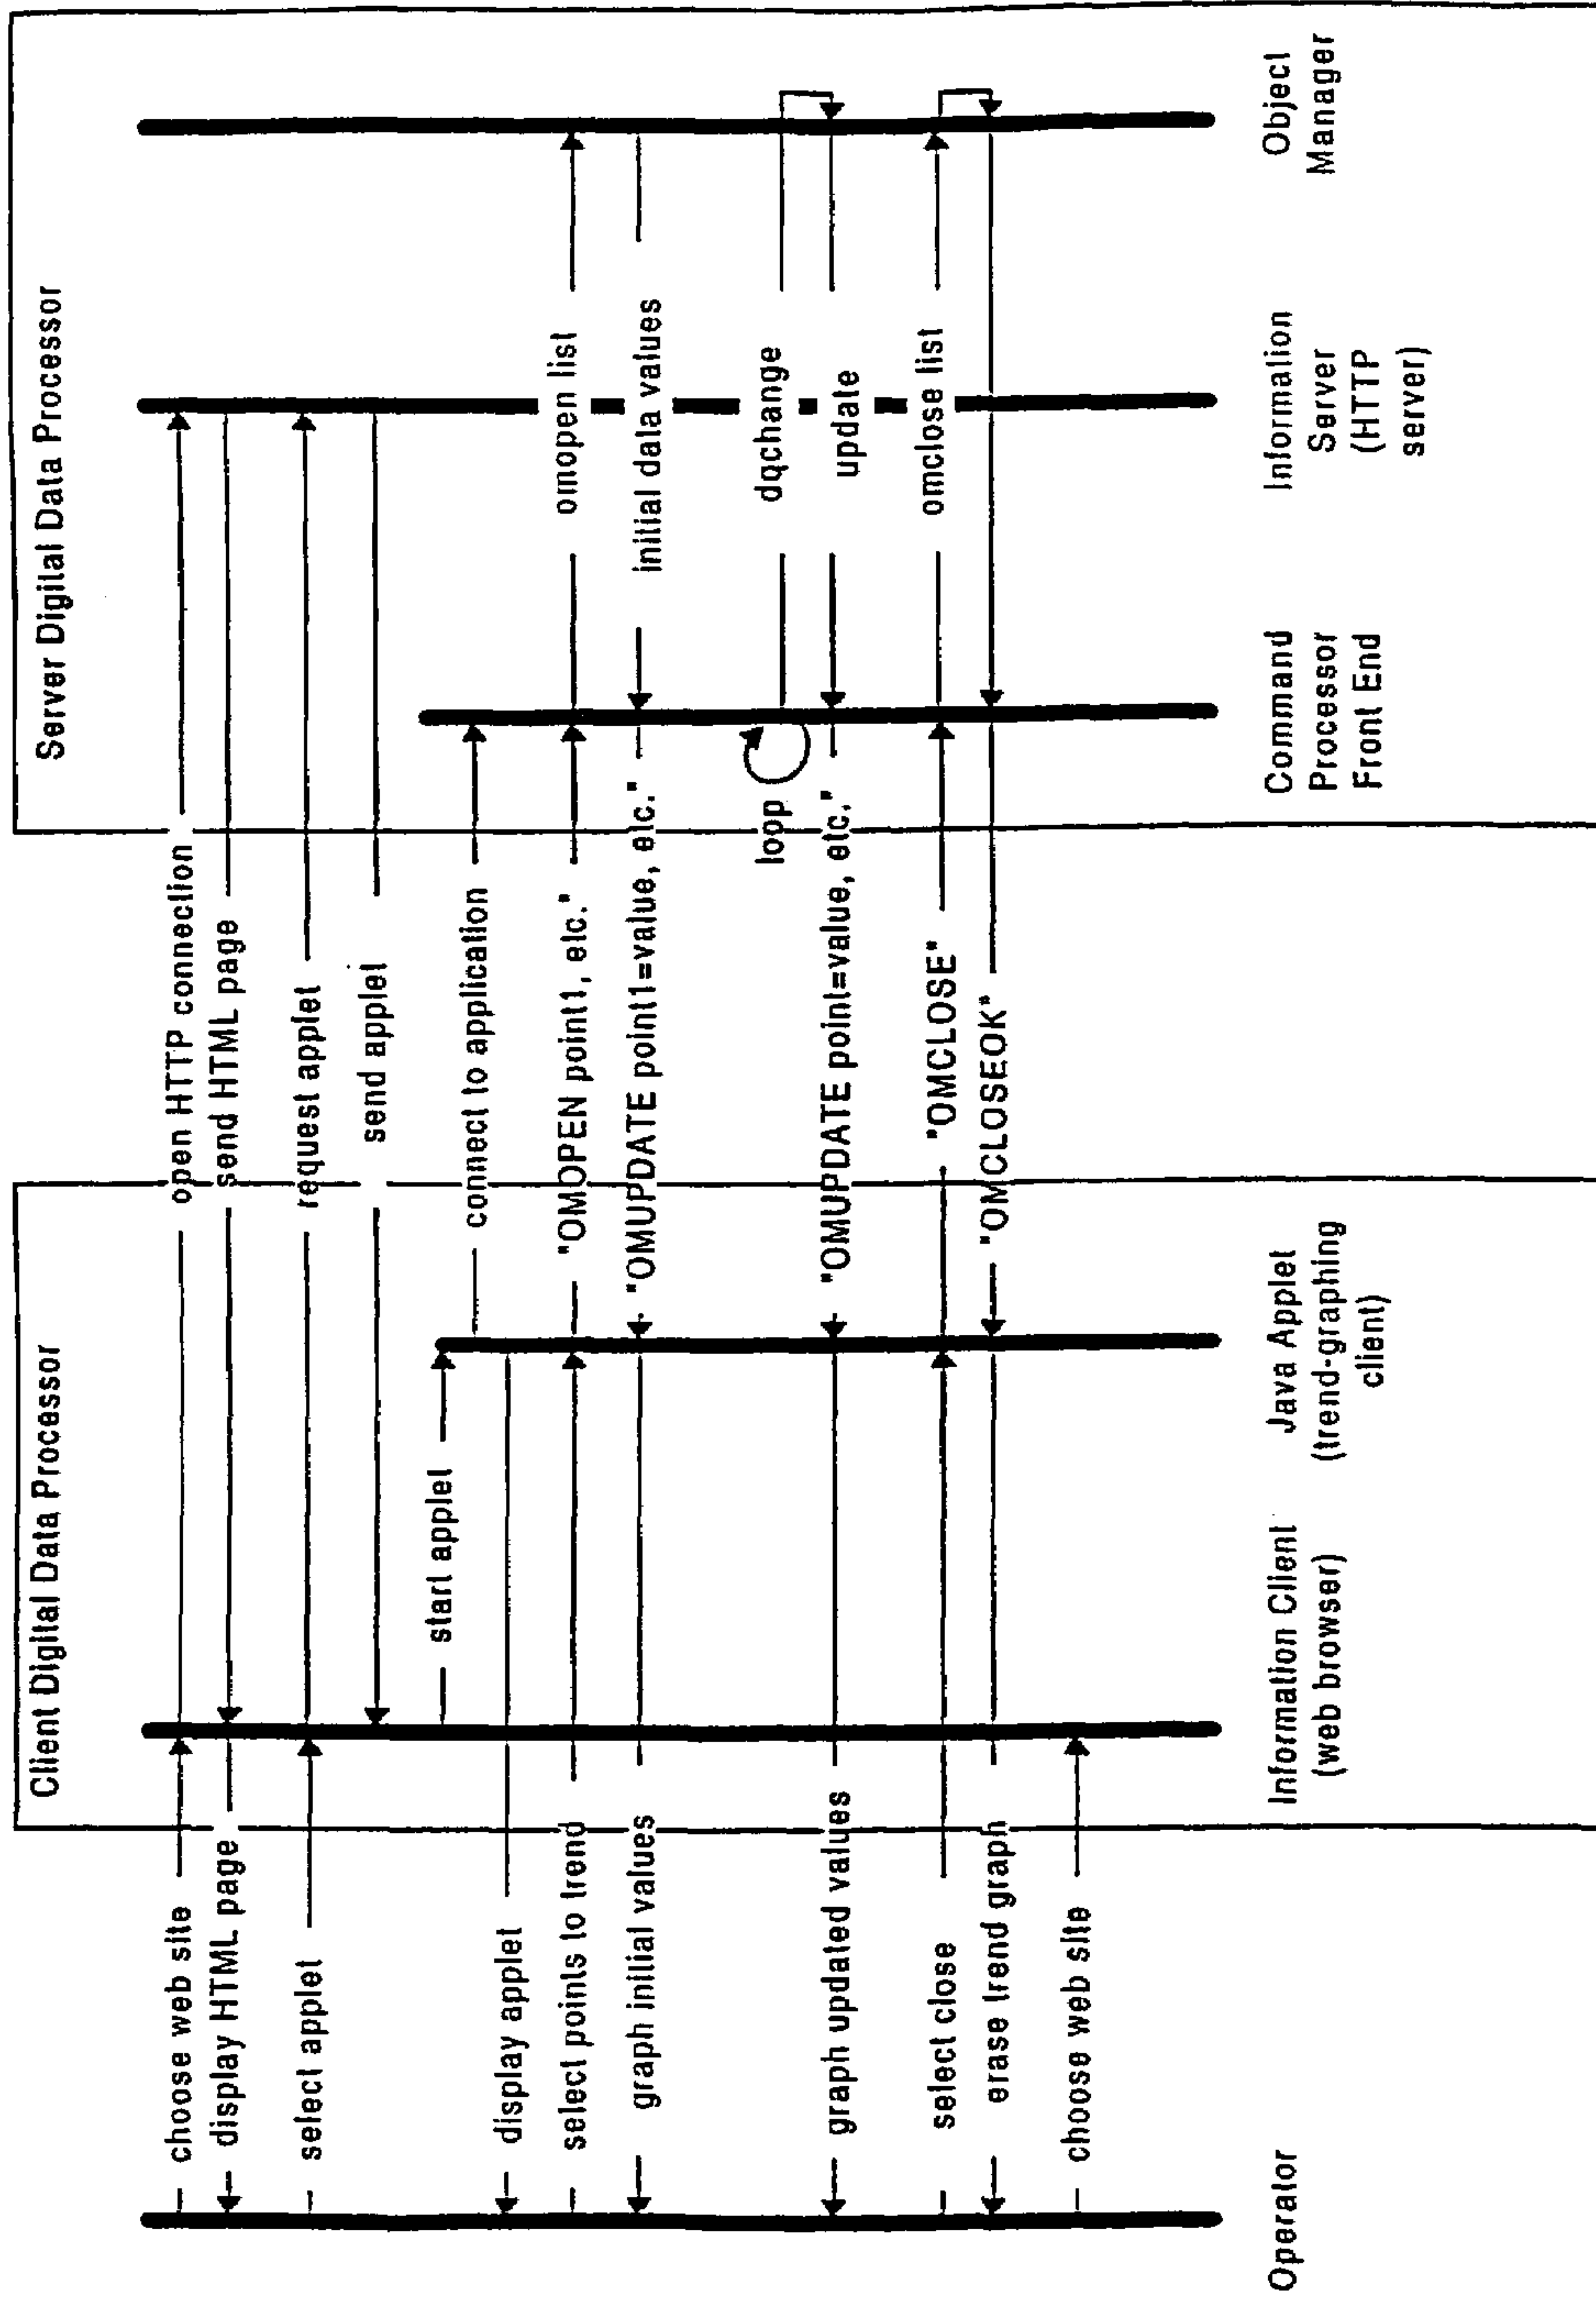 Client Digital Data Processor
Server Digital Data Processor
choose web site
open HTTP connection
display HTML page
send HTML page
select applet
request applet
send applet
start applet
connect to application
display applet
select points to trend
"OMOPEN point1, etc."
omopen list
graph initial values
"OMUPDATE point1=value, etc."
initial data values
loop
dqchange
graph updated values
"OMUPDATE point=value, etc."
update
select close
"OMCLOSE"
omclose list
erase trend graph
"OMCLOSEOK"
choose web site
Operator
Information Client
(web browser)
Java Applet
(trend-graphing
client)
Command
Processor
Front End
Information
Server
(HTTP
server)
Object
Manager